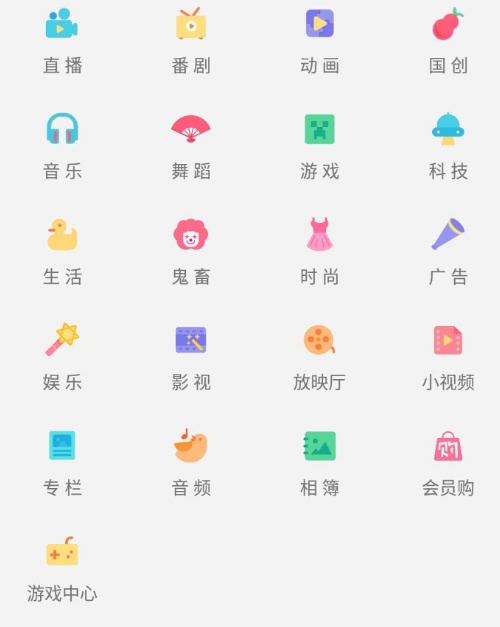 直播 番剧 动画 国创
音乐 舞蹈 游戏 科技
生活 鬼畜 时尚 广告
娱乐 影视 放映厅 小视频
专栏 音频 相簿 会员购
游戏中心